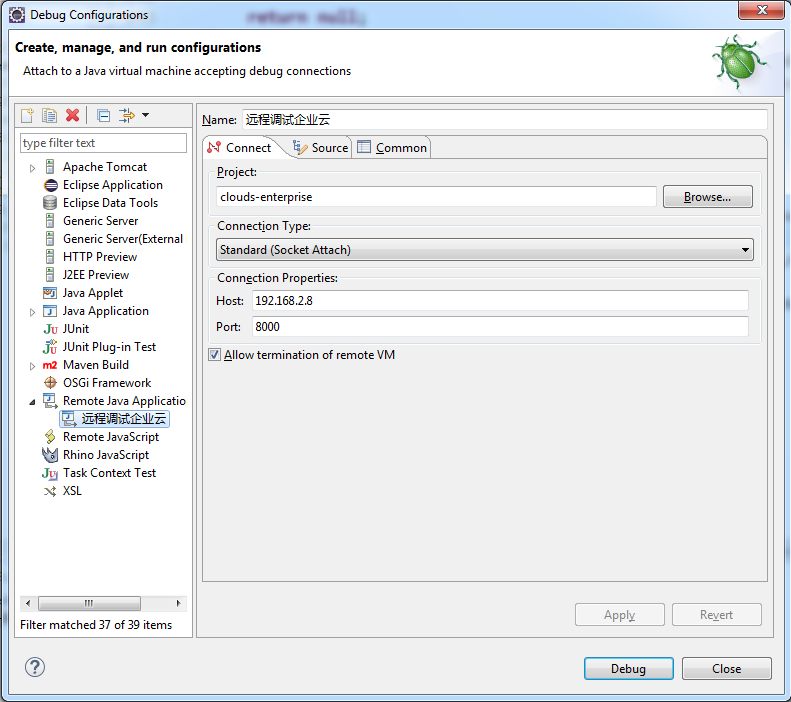 Debug Configurations
return null;
Create, manage, and run configurations
Attach to a Java virtual machine accepting debug connections
type filter text
Apache Tomcat
Eclipse Application
Eclipse Data Tools
Generic Server
Generic Server(External
HTTP Preview
J2EE Preview
Java Applet
Java Application
JUnit
JUnit Plug-in Test
Maven Build
OSGi Framework
Remote Java Applicatio
远程调试企业云
Remote JavaScript
Rhino JavaScript
Task Context Test
XSL
Filter matched 37 of 39 items
Name: 远程调试企业云
Connect Source Common
Project:
clouds-enterprise Browse...
Connection Type:
Standard (Socket Attach)
Connection Properties:
Host: 192.168.2.8
Port: 8000
Allow termination of remote VM
Apply Revert
Debug Close